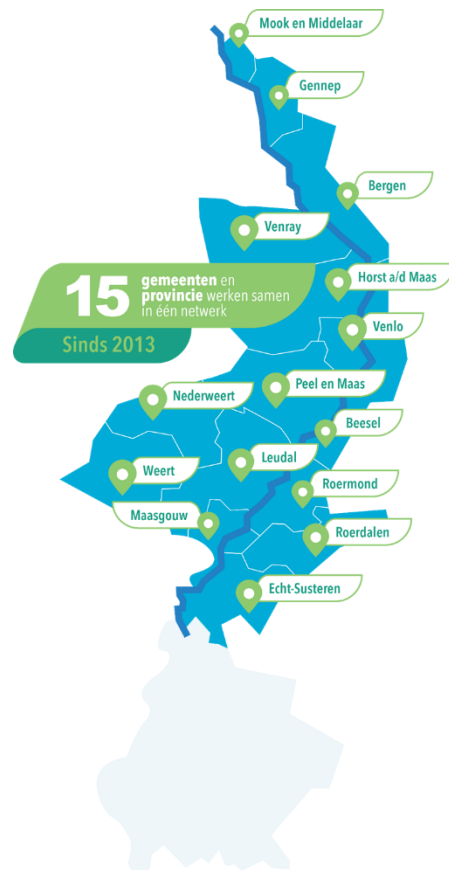 Mook en Middelaar
Gennep
Bergen
Venray
Horst a/d Maas
15
gemeenten en
provincie werken samen
in één netwerk
Sinds 2013
Venlo
Peel en Maas
Nederweert
Beesel
Leudal
Weert
Roermond
Maasgouw
Roerdalen
Echt-Susteren